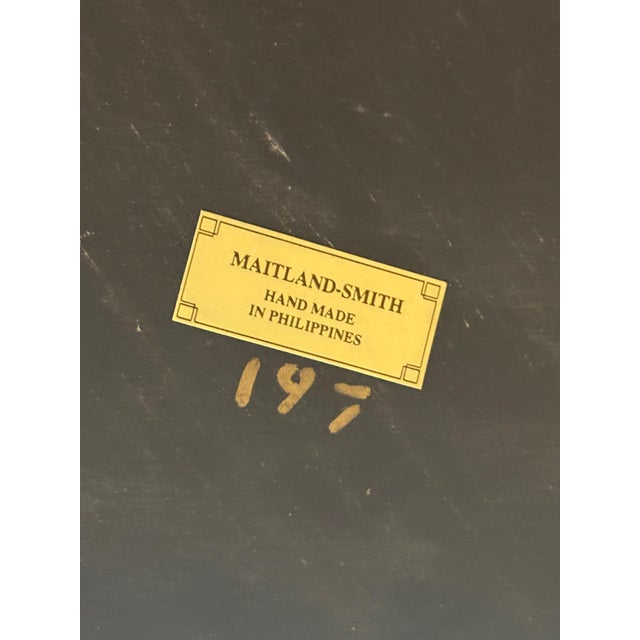 MAITLAND-SMITH
HAND MADE
IN PHILIPPINES
197